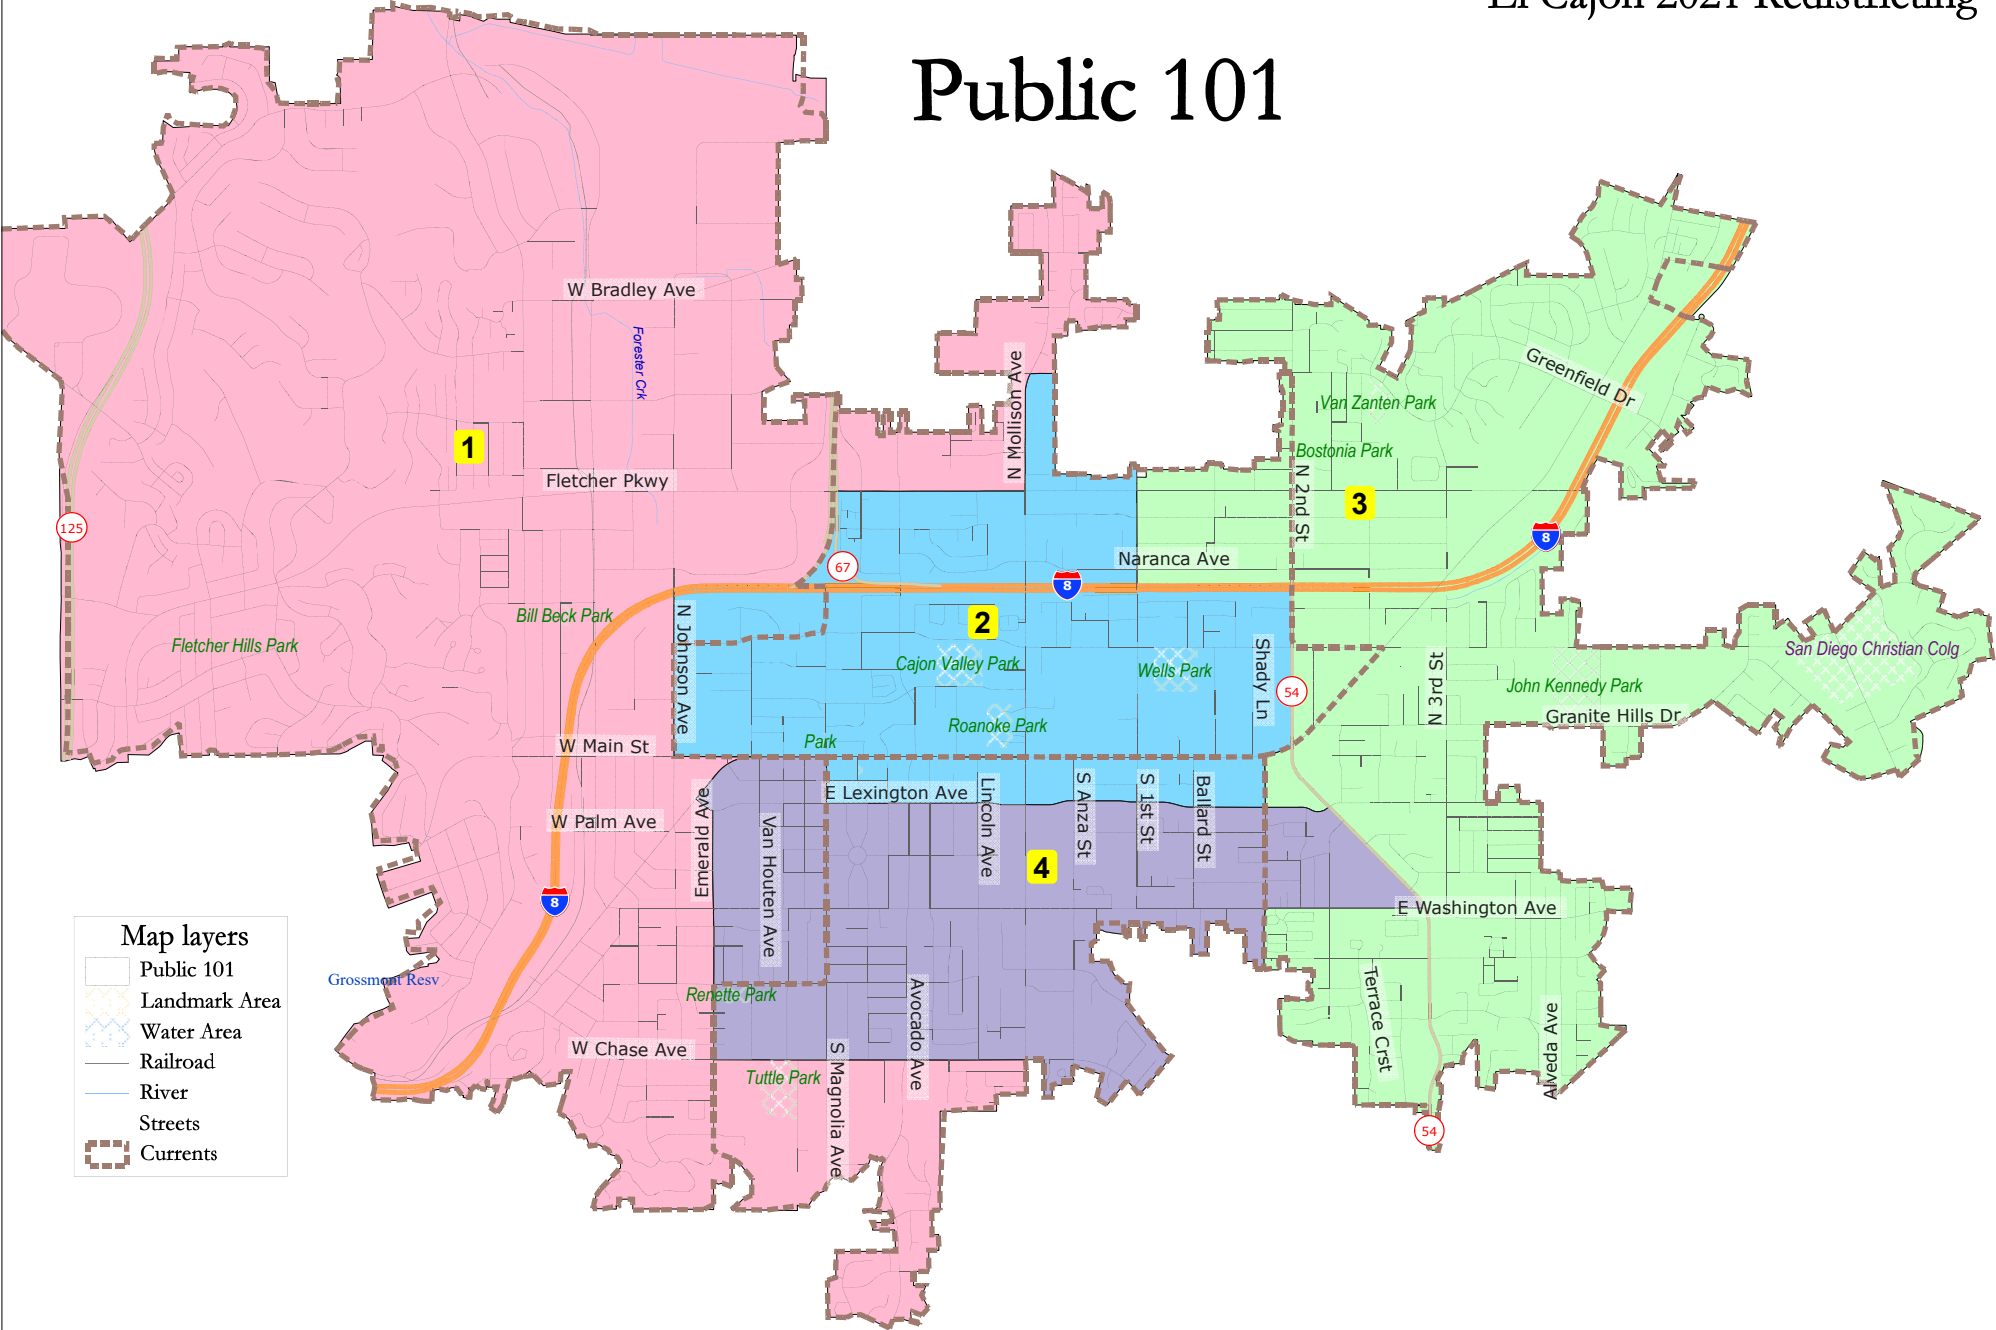 El Cajon 2021 Redistricting
Public 101
W Bradley Ave
Forester Crk
N Mollison Ave
Greenfield Dr
Van Zanten Park
1
Bostonia Park
Fletcher Pkwy
N 2nd St
3
125
8
Naranca Ave
67
8
Bill Beck Park
N Johnson Ave
2
Fletcher Hills Park
Cajon Valley Park
Wells Park
Shady Ln
San Diego Christian Colg
54
N 3rd St
John Kennedy Park
Granite Hills Dr
Roanoke Park
Park
W Main St
E Lexington Ave
Lincoln Ave
S Anza St
S 1st St
Ballard St
W Palm Ave
Emerald Ave
Van Houten Ave
4
8
E Washington Ave
Grossmont Resv
Renette Park
Avocado Ave
Terrace Crst
Alveda Ave
W Chase Ave
Tuttle Park
S Magnolia Ave
54
Map layers
Public 101
Landmark Area
Water Area
Railroad
River
Streets
Currents